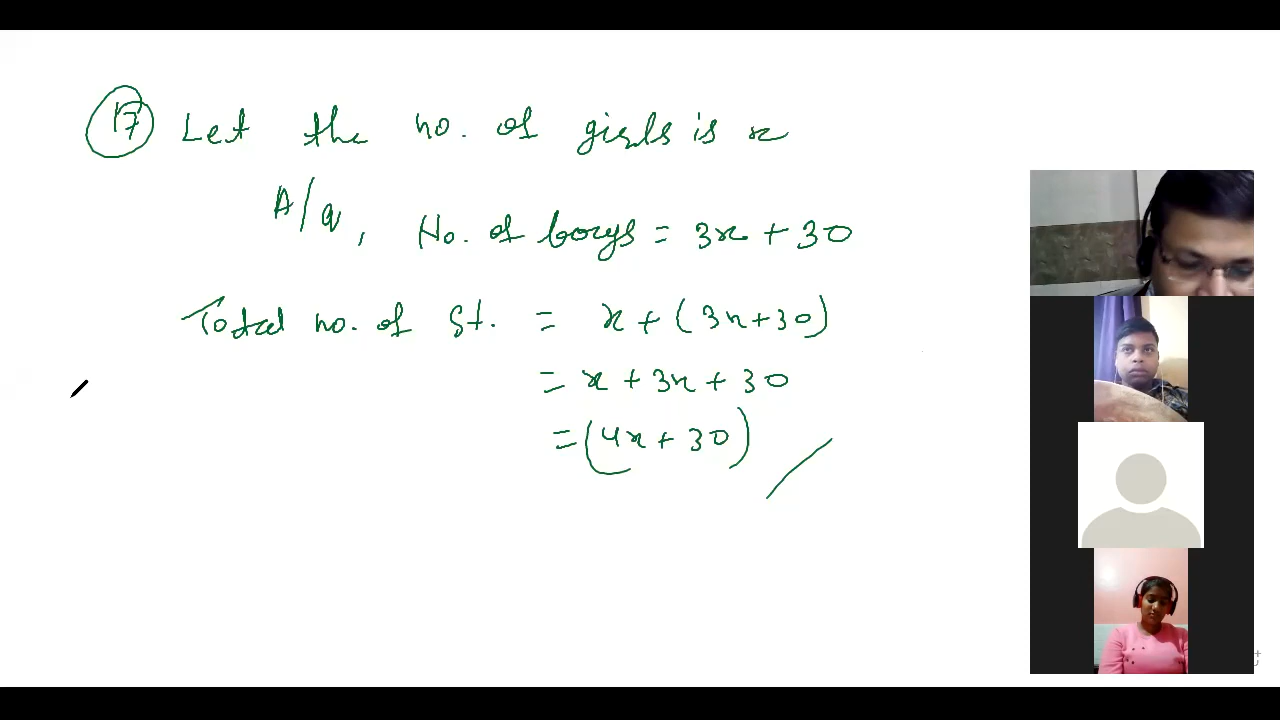 17 Let the no. of girls is x
A/q, No. of boys = 3x + 30
Total no. of St. = x + (3x+30)
= x + 3x + 30
= (4x + 30)